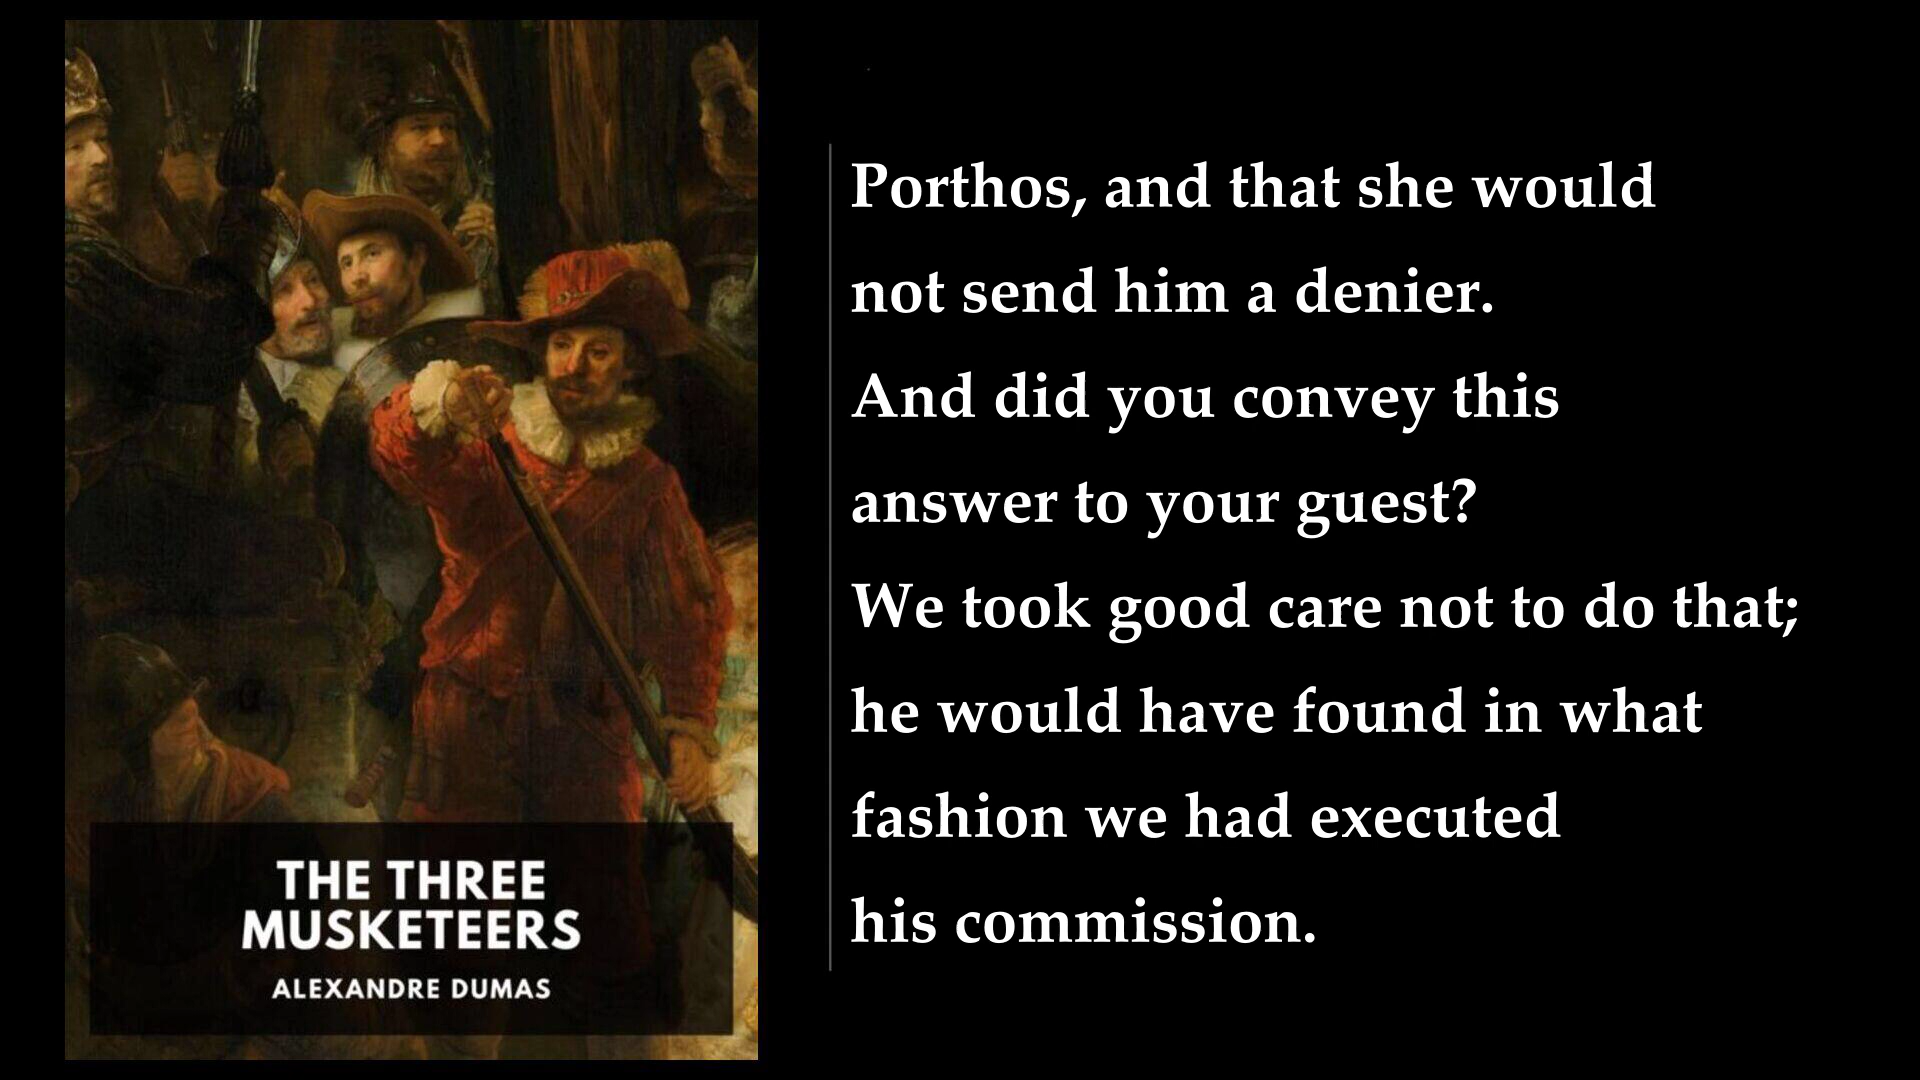 THE THREE
MUSKETEERS
ALEXANDRE DUMAS
Porthos, and that she would
not send him a denier.
And did you convey this
answer to your guest?
We took good care not to do that;
he would have found in what
fashion we had executed
his commission.